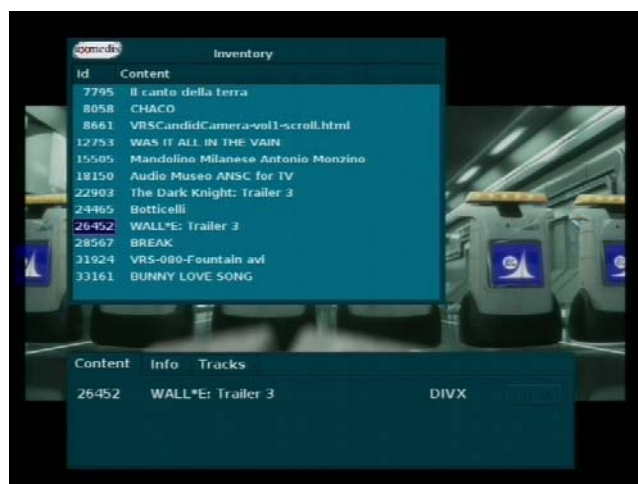 axmedis
Inventory
Id Content
7795 Il canto della terra
8058 CHACO
8661 VRSCandidCamera-vol1-scroll.html
12753 WAS IT ALL IN THE VAIN
15505 Mandolino Milanese Antonio Monzino
18150 Audio Museo ANSC for TV
22903 The Dark Knight: Trailer 3
24465 Botticelli
26452 WALL*E: Trailer 3
28567 BREAK
31924 VRS-080-Fountain avi
33161 BUNNY LOVE SONG
Content Info Tracks
26452 WALL*E: Trailer 3 DIVX